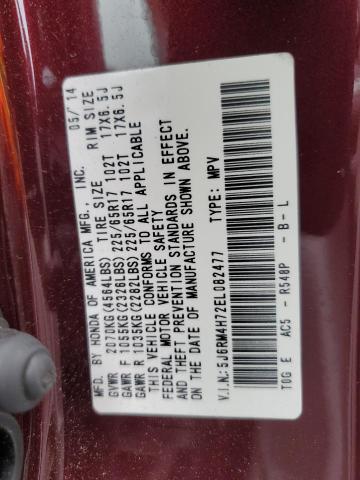 MFD. BY HONDA OF AMERICA MFG., INC. 05/14
GVWR 2070KG(4564LBS) TIRE SIZE RIM SIZE
GAWR F 1055KG(2326LBS) 225/65R17 102T 17X6.5J
GAWR R 1035KG(2282LBS) 225/65R17 102T 17X6.5J
THIS VEHICLE CONFORMS TO ALL APPLICABLE
FEDERAL MOTOR VEHICLE SAFETY
AND THEFT PREVENTION STANDARDS IN EFFECT
ON THE DATE OF MANUFACTURE SHOWN ABOVE.
V.I.N.:5J6RM4H72EL082477 TYPE: MPV
T0G E AC5 - R548P - B - L